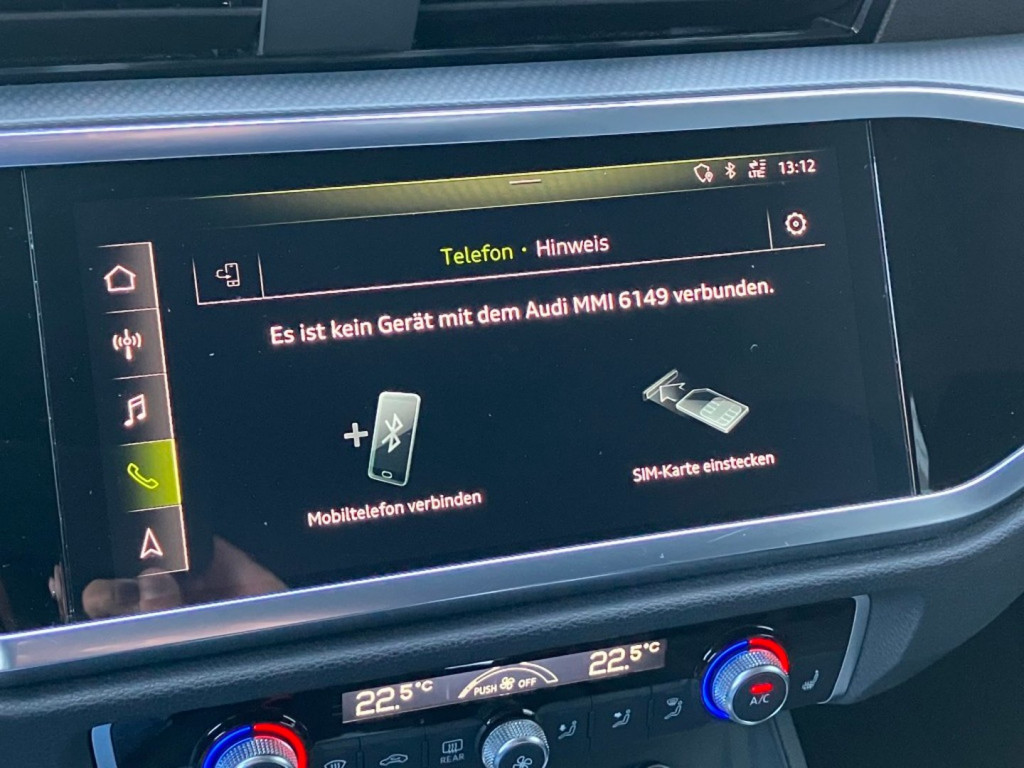 LTE 13:12
Telefon · Hinweis
Es ist kein Gerät mit dem Audi MMI 6149 verbunden.
Mobiltelefon verbinden
SIM-Karte einstecken
22.5°C PUSH OFF 22.5°C
A/C
REAR